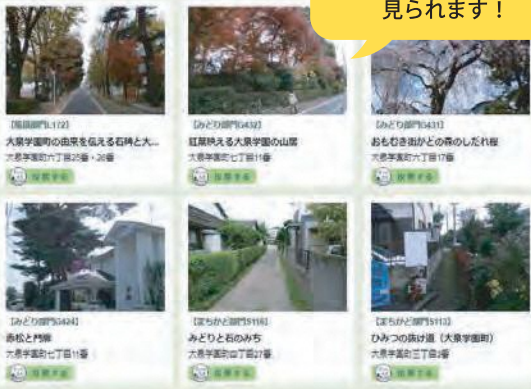 見られます！
【みどり部門G432】
【みどり部門G431】
大泉学園町の由来を伝える石碑と大...
紅葉映える大泉学園の山居
おもむき街かどの森のしだれ桜
大泉学園町六丁目25番・26番
大泉学園町七丁目11番
大泉学園町六丁目17番
投票する
投票する
投票する
【みどり部門G424】
【まちかど部門S116】
【まちかど部門S113】
赤松と門扉
みどりと石のみち
ひみつの抜け道（大泉学園町）
大泉学園町七丁目11番
大泉学園町四丁目27番
大泉学園町三丁目2番
投票する
投票する
投票する